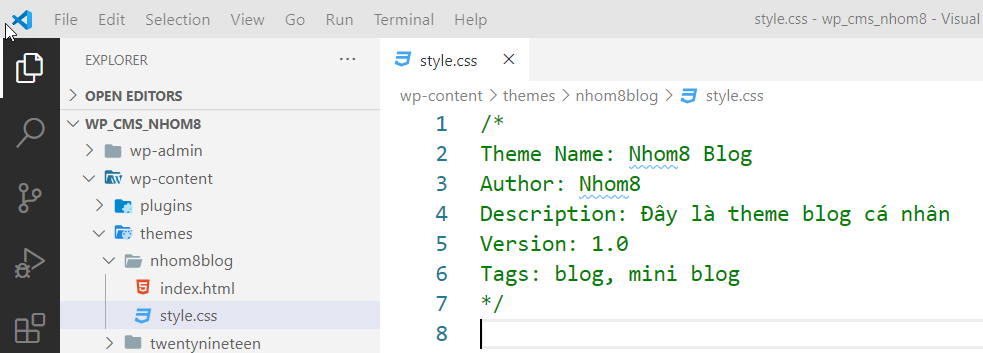 File Edit Selection View Go Run Terminal Help style.css - wp_cms_nhom8 - Visual
EXPLORER ...
style.css
OPEN EDITORS
wp-content > themes > nhom8blog > style.css
WP_CMS_NHOM8
wp-admin
wp-content
plugins
themes
nhom8blog
index.html
style.css
twentynineteen
1 /*
2 Theme Name: Nhom8 Blog
3 Author: Nhom8
4 Description: Đây là theme blog cá nhân
5 Version: 1.0
6 Tags: blog, mini blog
7 */
8